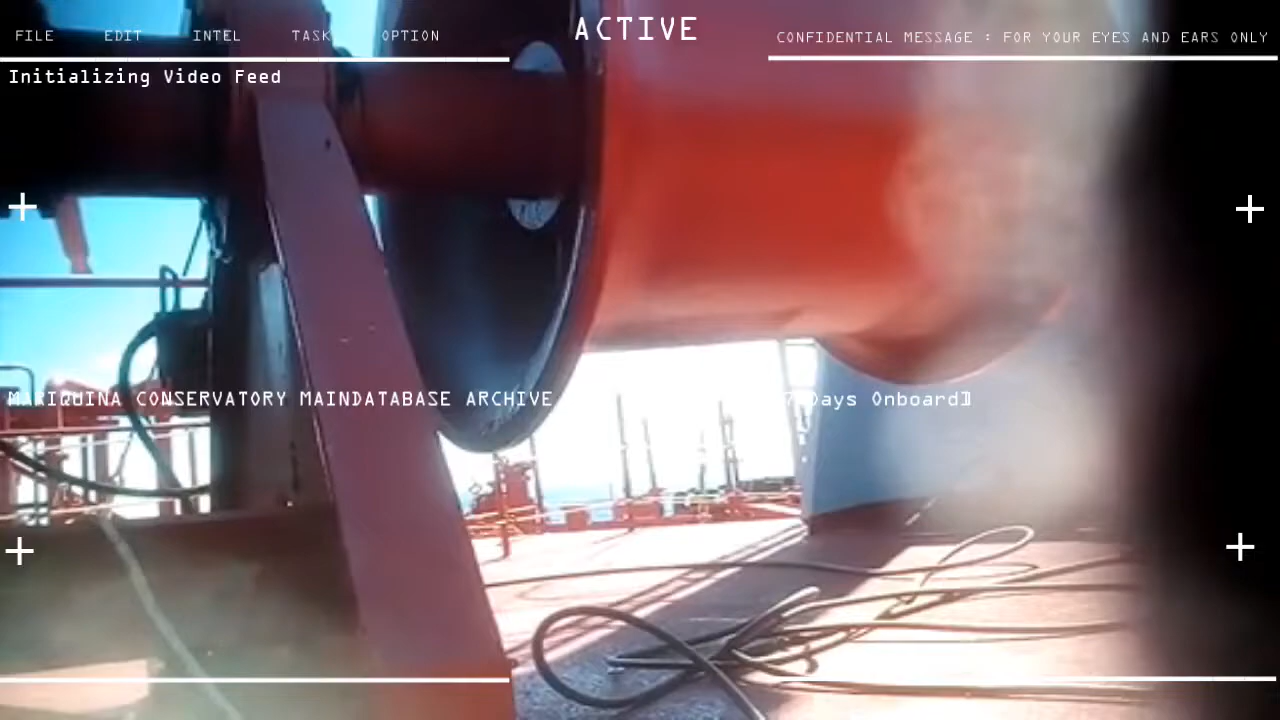 FILE EDIT INTEL TASK OPTION
ACTIVE
CONFIDENTIAL MESSAGE : FOR YOUR EYES AND EARS ONLY
Initializing Video Feed
MARIQUINA CONSERVATORY MAINDATABASE ARCHIVE
Days Onboard]